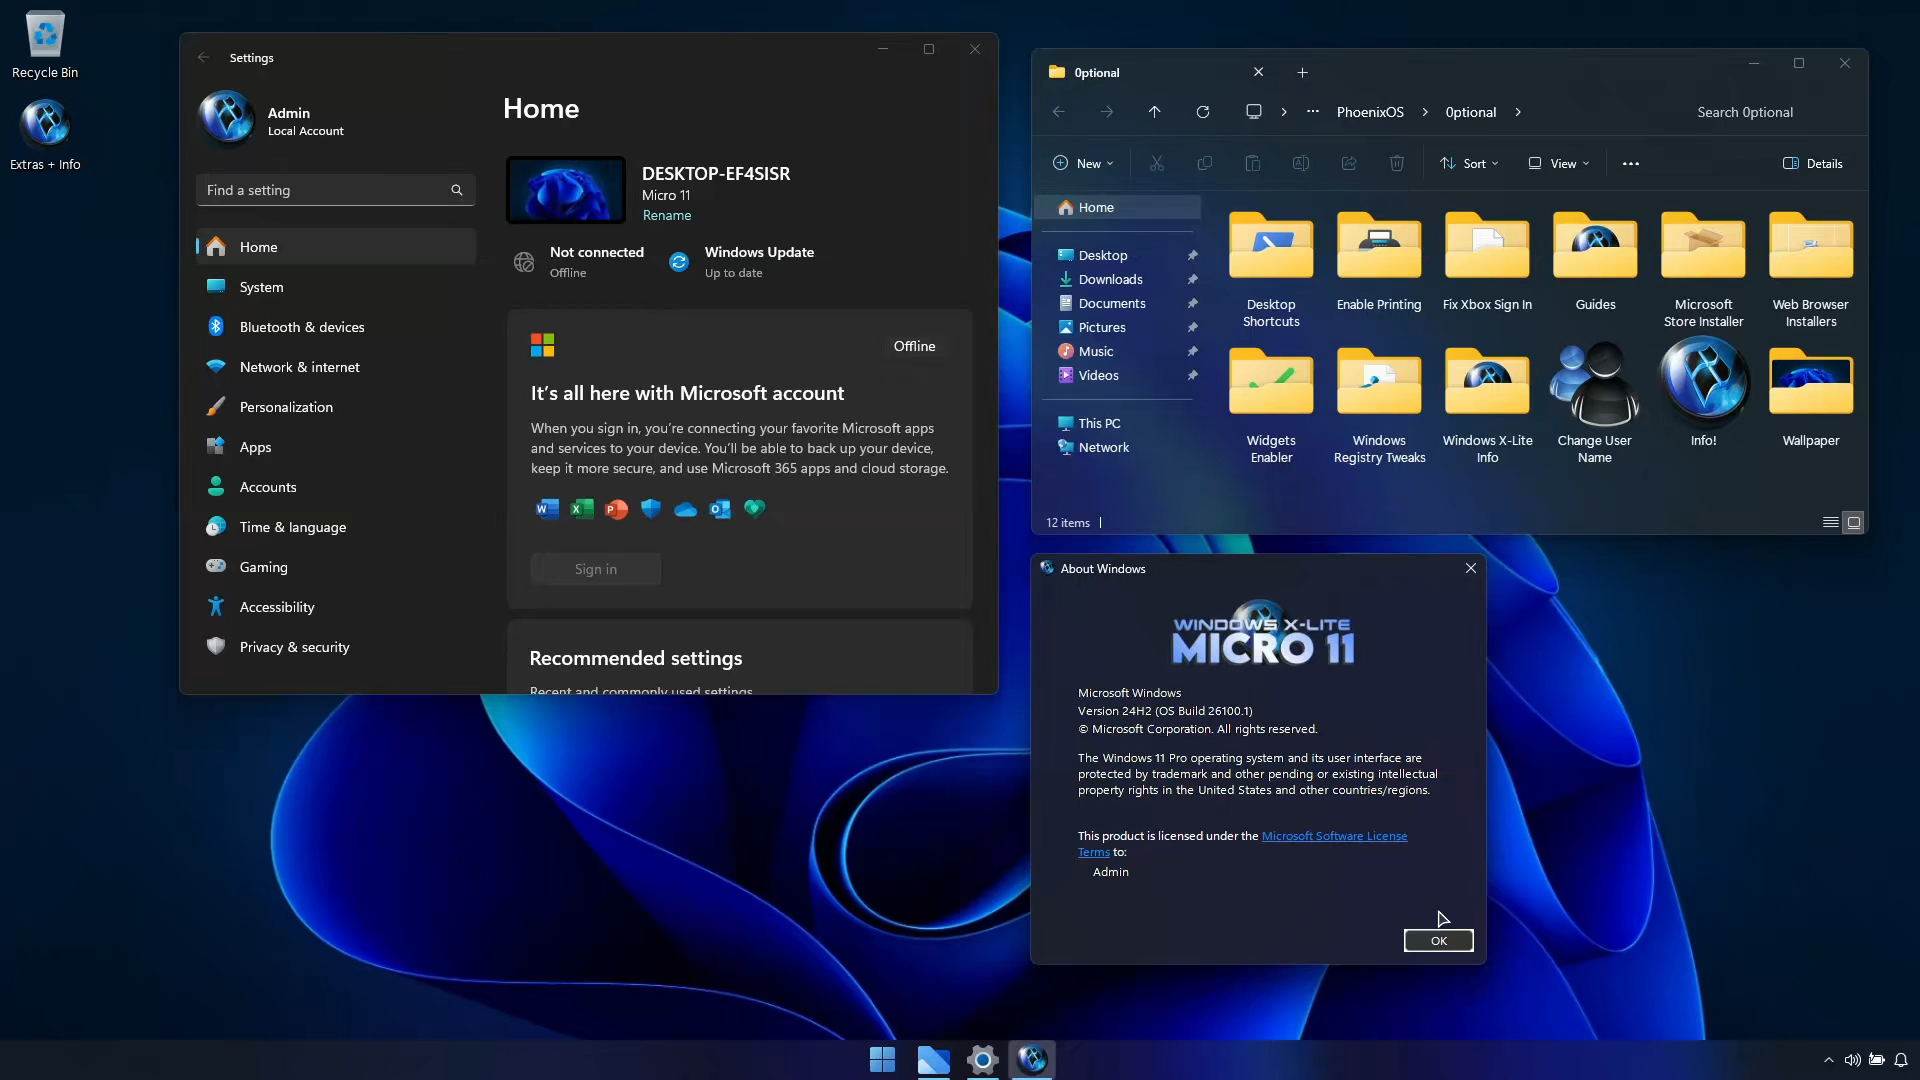 Recycle Bin
Extras + Info
Settings
Admin
Local Account
Find a setting
Home
System
Bluetooth & devices
Network & internet
Personalization
Apps
Accounts
Time & language
Gaming
Accessibility
Privacy & security
Home
DESKTOP-EF4SISR
Micro 11
Rename
Not connected
Offline
Windows Update
Up to date
Offline
It's all here with Microsoft account
When you sign in, you're connecting your favorite Microsoft apps
and services to your device. You'll be able to back up your device,
keep it more secure, and use Microsoft 365 apps and cloud storage.
Sign in
Recommended settings
Recent and commonly used settings
0ptional
PhoenixOS
0ptional
Search 0ptional
New
Sort
View
Details
Home
Desktop
Downloads
Documents
Pictures
Music
Videos
This PC
Network
Desktop
Shortcuts
Enable Printing
Fix Xbox Sign In
Guides
Microsoft
Store Installer
Web Browser
Installers
Widgets
Enabler
Windows
Registry Tweaks
Windows X-Lite
Info
Change User
Name
Info!
Wallpaper
12 items
About Windows
WINDOWS X-LITE
MICRO 11
Microsoft Windows
Version 24H2 (OS Build 26100.1)
© Microsoft Corporation. All rights reserved.
The Windows 11 Pro operating system and its user interface are
protected by trademark and other pending or existing intellectual
property rights in the United States and other countries/regions.
This product is licensed under the Microsoft Software License
Terms to:
Admin
OK